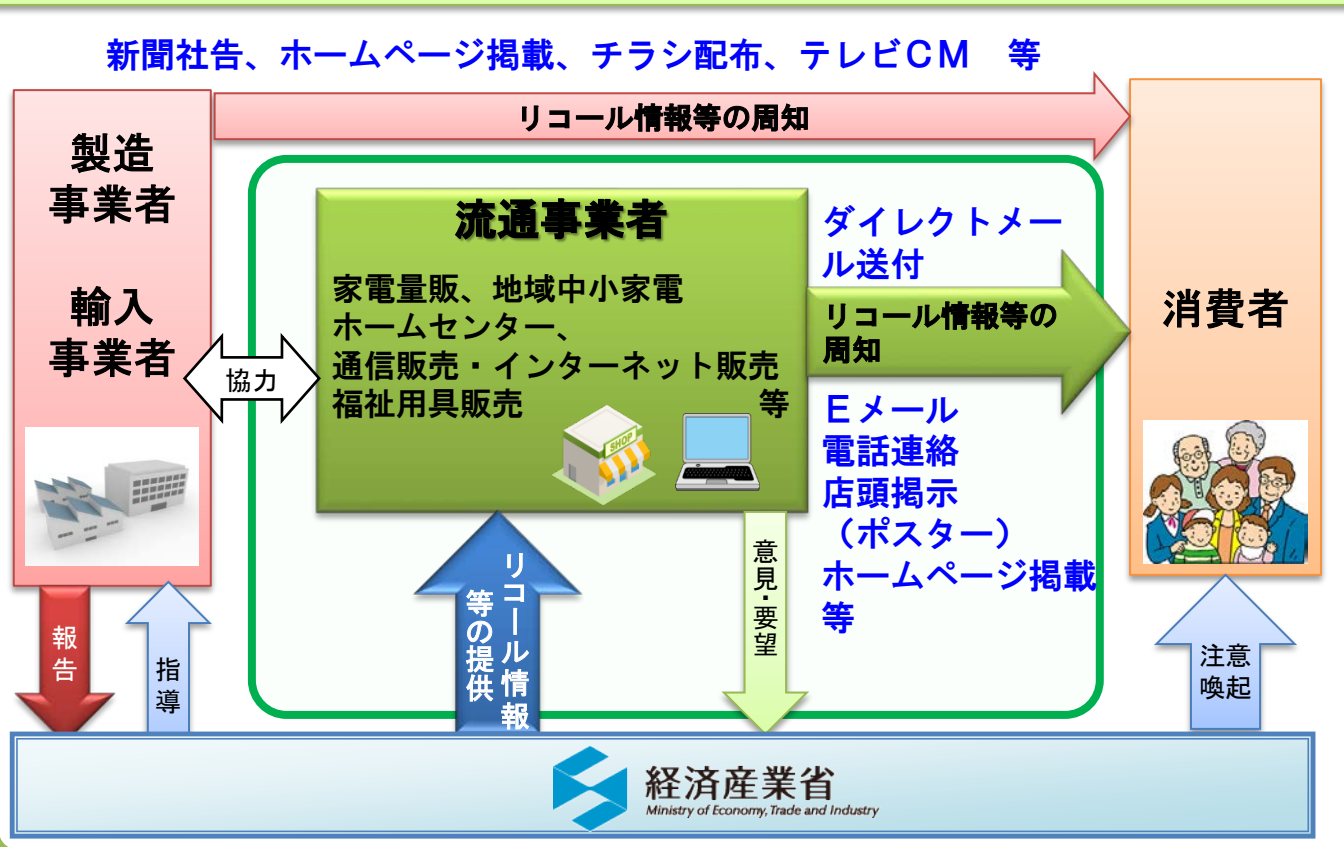 新聞社告、ホームページ掲載、チラシ配布、テレビCM　等
リコール情報等の周知
製造
事業者
輸入
事業者
協力
流通事業者
家電量販、地域中小家電
ホームセンター、
通信販売・インターネット販売
福祉用具販売　等
SHOP
ダイレクトメー
ル送付
リコール情報等の
周知
Eメール
電話連絡
店頭掲示
（ポスター）
ホームページ掲載
等
消費者
報告
指導
リコール情報
等の提供
意見・要望
注意
喚起
経済産業省
Ministry of Economy, Trade and Industry